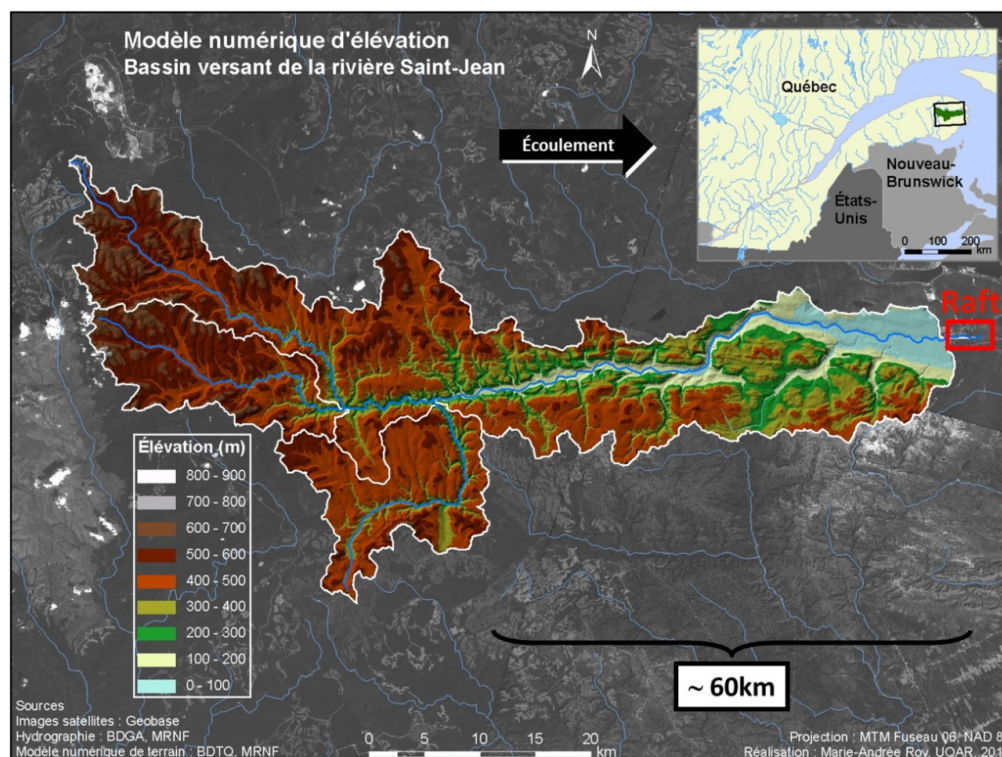 Modèle numérique d'élévation
Bassin versant de la rivière Saint-Jean
N
Écoulement
Québec
Nouveau-
Brunswick
États-
Unis
0 100 200
km
Raft
Élévation (m)
800 - 900
700 - 800
600 - 700
500 - 600
400 - 500
300 - 400
200 - 300
100 - 200
0 - 100
~ 60km
Sources
Images satellites : Geobase
Hydrographie : BDGA, MRNF
Modèle numérique de terrain : BDTQ, MRNF
0 5 10 20
km
Projection : MTM Fuseau 06, NAD 8
Réalisation : Marie-Andrée Roy, UQAR, 201